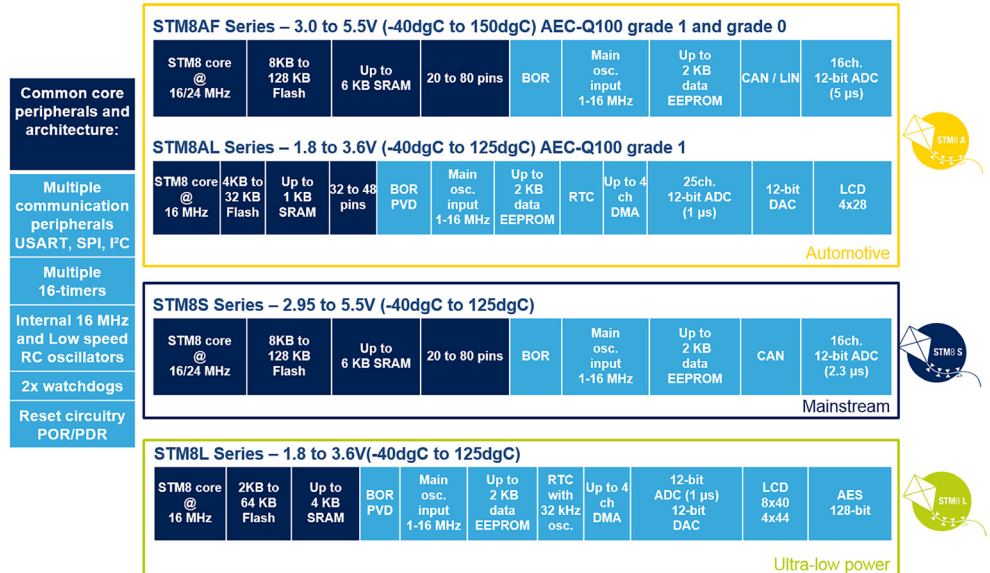 Common core
peripherals and
architecture:
Multiple
communication
peripherals
USART, SPI, I²C
Multiple
16-timers
Internal 16 MHz
and Low speed
RC oscillators
2x watchdogs
Reset circuitry
POR/PDR
STM8AF Series – 3.0 to 5.5V (-40dgC to 150dgC) AEC-Q100 grade 1 and grade 0
STM8 core
@
16/24 MHz
8KB to
128 KB
Flash
Up to
6 KB SRAM
20 to 80 pins
BOR
Main
osc.
input
1-16 MHz
Up to
2 KB
data
EEPROM
CAN / LIN
16ch.
12-bit ADC
(5 µs)
STM8AL Series – 1.8 to 3.6V (-40dgC to 125dgC) AEC-Q100 grade 1
STM8 core
@
16 MHz
4KB to
32 KB
Flash
Up to
1 KB
SRAM
32 to 48
pins
BOR
PVD
Main
osc.
input
1-16 MHz
Up to
2 KB
data
EEPROM
RTC
Up to 4
ch
DMA
25ch.
12-bit ADC
(1 µs)
12-bit
DAC
LCD
4x28
Automotive
STM8 A
STM8S Series – 2.95 to 5.5V (-40dgC to 125dgC)
STM8 core
@
16/24 MHz
8KB to
128 KB
Flash
Up to
6 KB SRAM
20 to 80 pins
BOR
Main
osc.
input
1-16 MHz
Up to
2 KB
data
EEPROM
CAN
16ch.
12-bit ADC
(2.3 µs)
Mainstream
STM8 S
STM8L Series – 1.8 to 3.6V(-40dgC to 125dgC)
STM8 core
@
16 MHz
2KB to
64 KB
Flash
Up to
4 KB
SRAM
BOR
PVD
Main
osc.
input
1-16 MHz
Up to
2 KB
data
EEPROM
RTC
with
32 kHz
osc.
Up to 4
ch
DMA
12-bit
ADC (1 µs)
12-bit
DAC
LCD
8x40
4x44
AES
128-bit
Ultra-low power
STM8 L